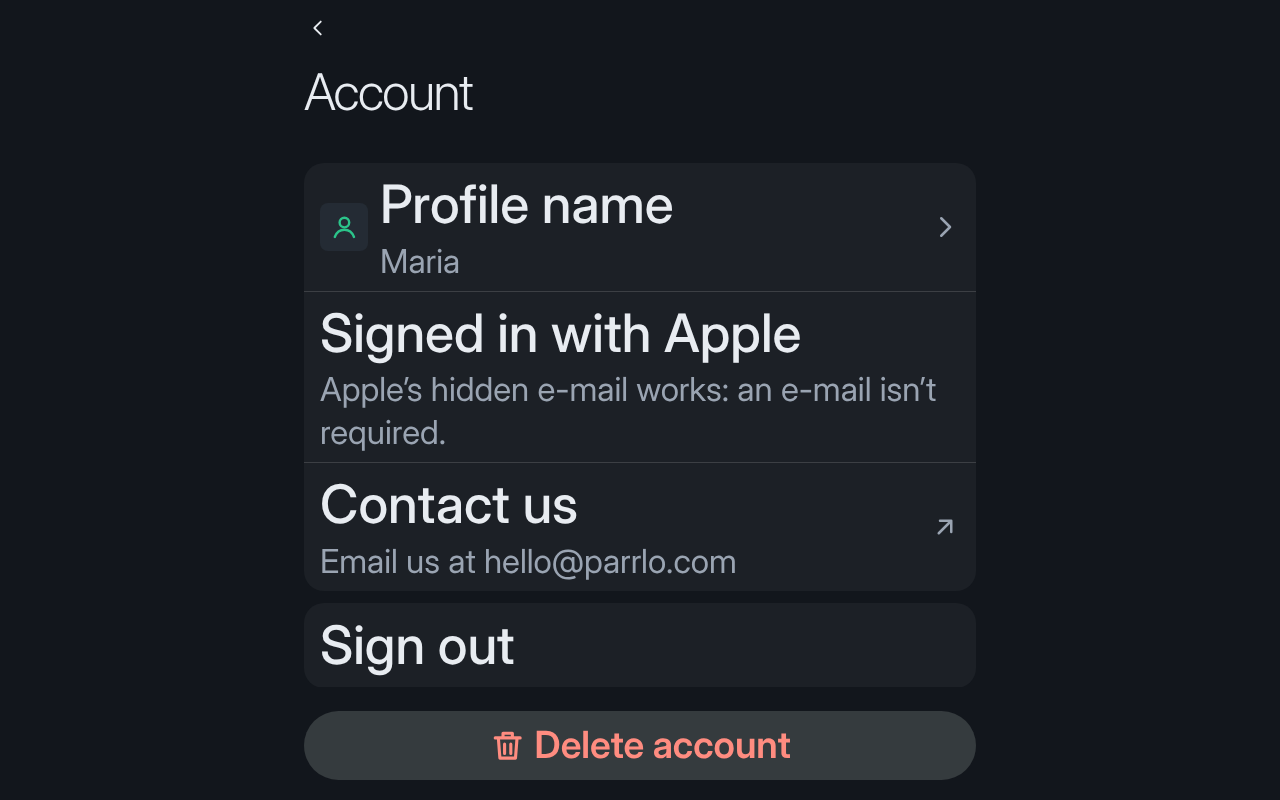 Account
Profile name
Maria
Signed in with Apple
Apple’s hidden e-mail works: an e-mail isn’t
required.
Contact us
Email us at hello@parrlo.com
Sign out
Delete account